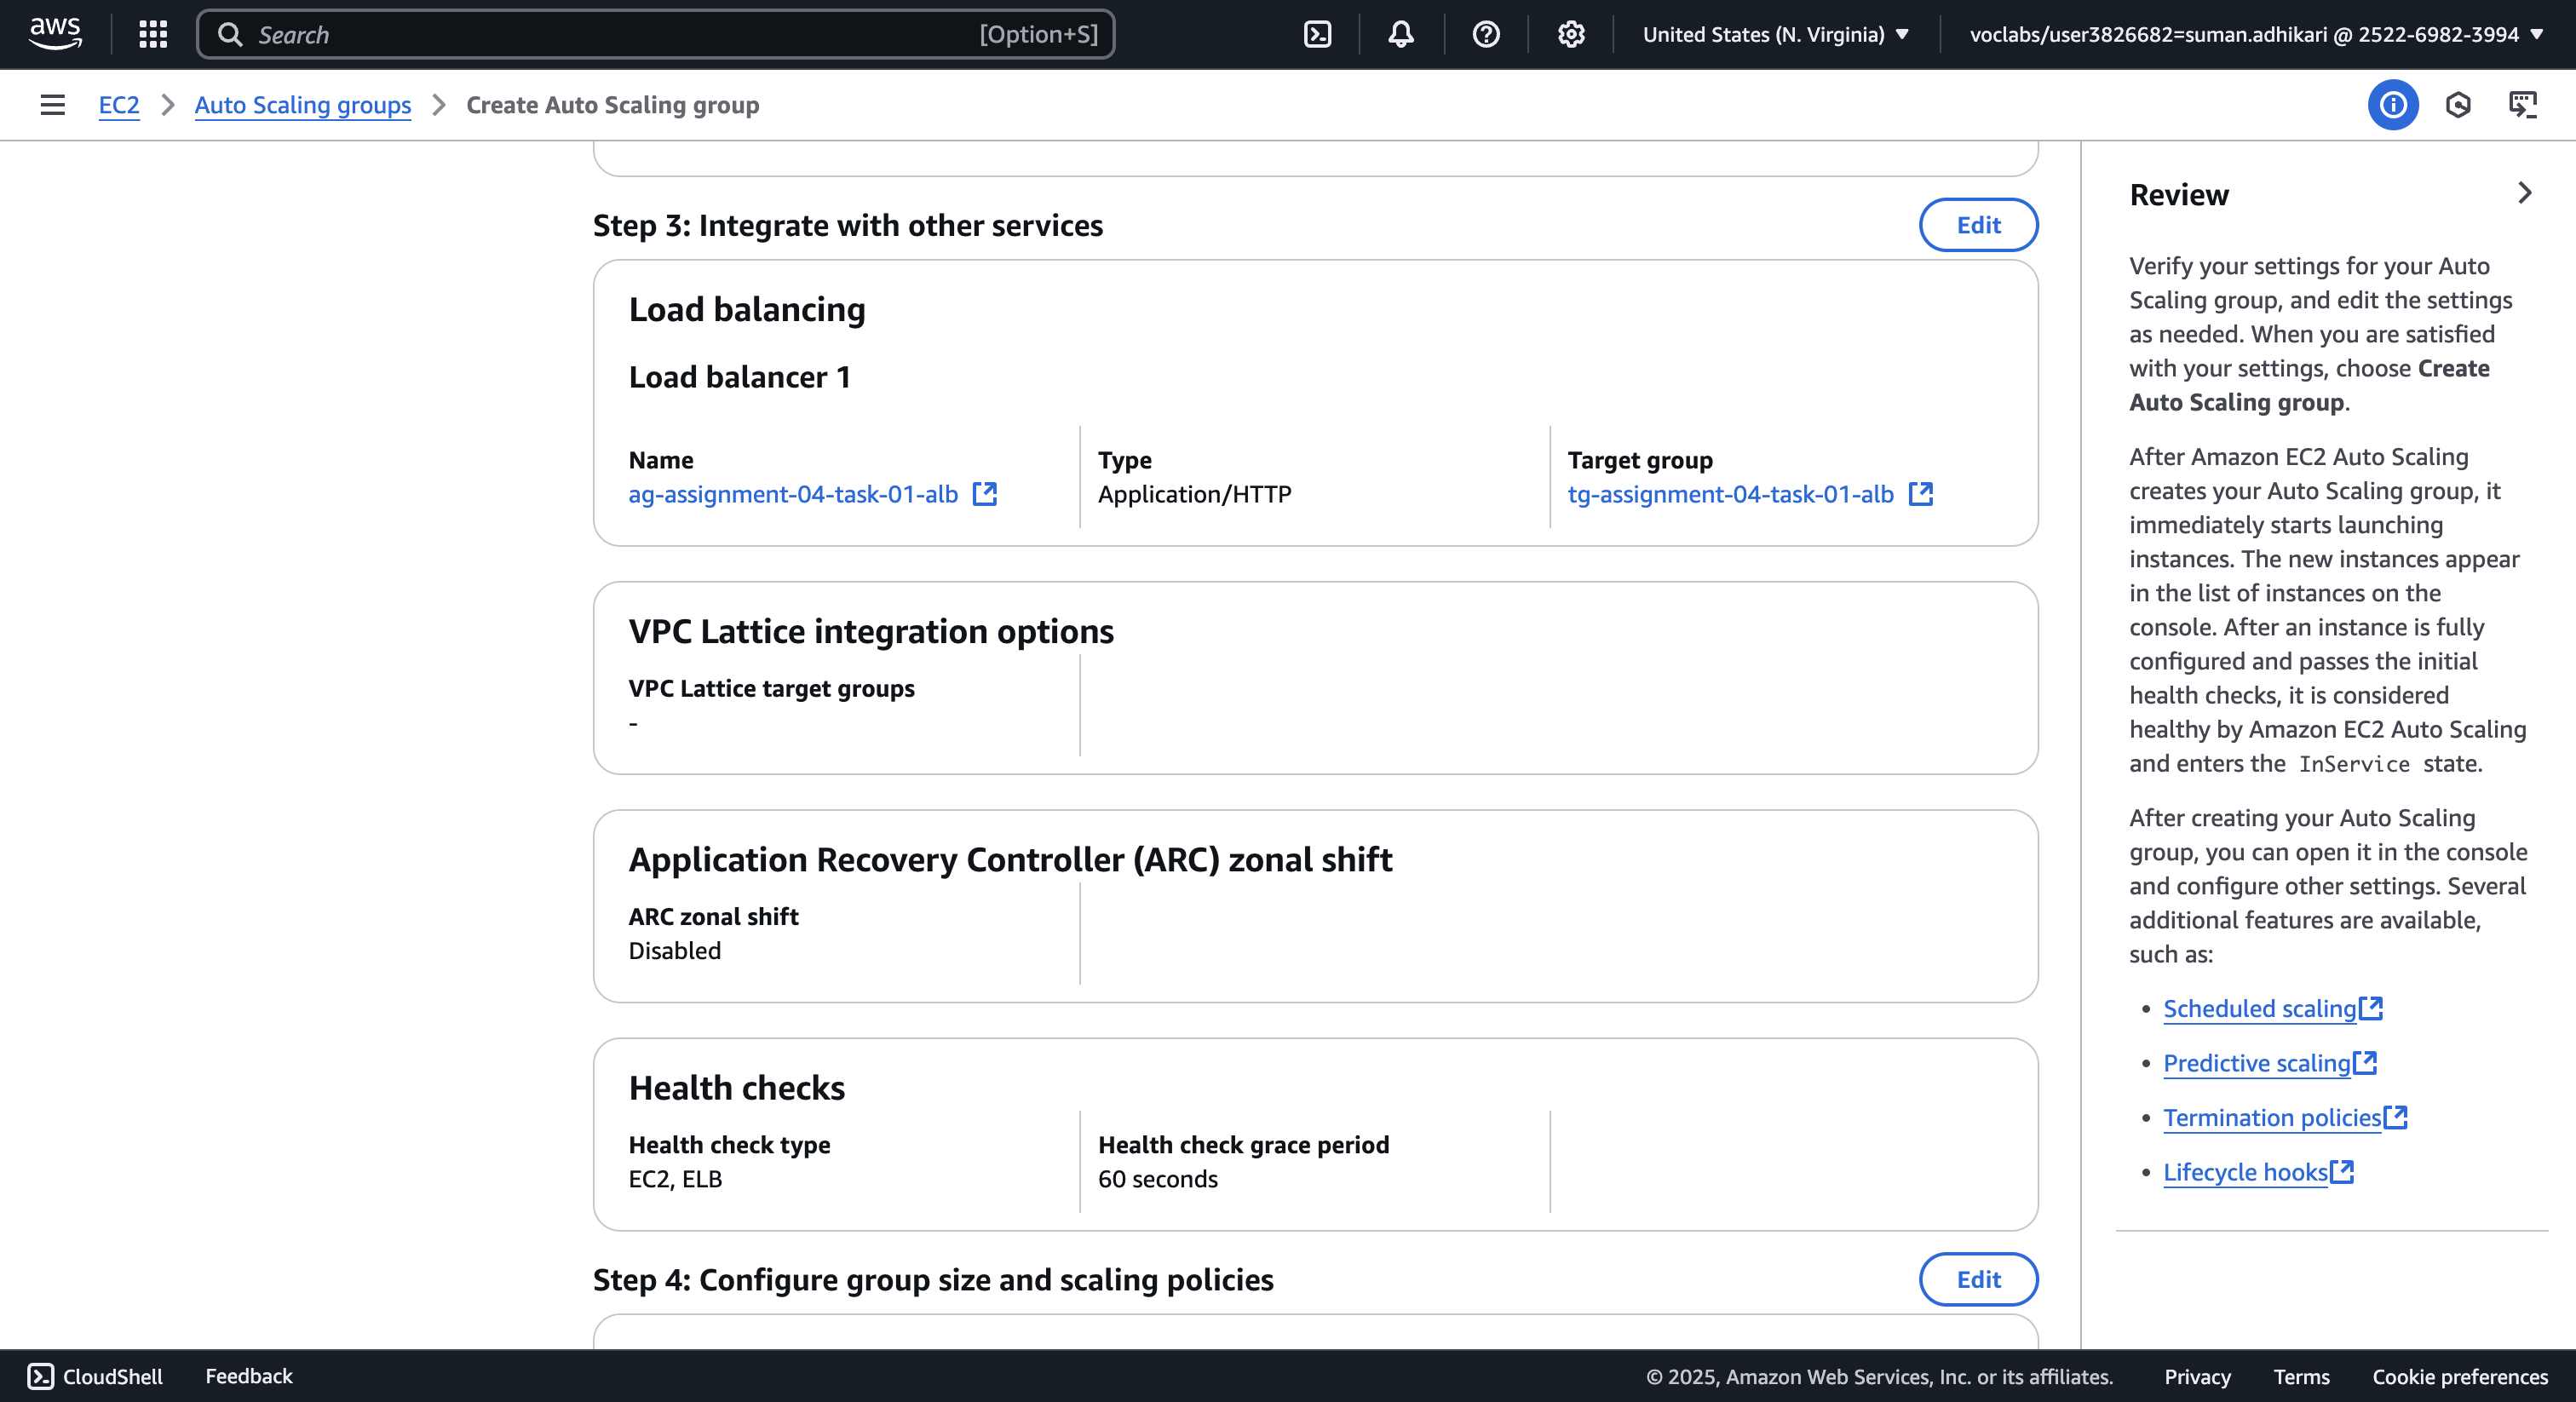 aws
Search
[Option+S]
United States (N. Virginia)
voclabs/user3826682=suman.adhikari @ 2522-6982-3994
EC2
Auto Scaling groups
Create Auto Scaling group
Step 3: Integrate with other services
Edit
Load balancing
Load balancer 1
Name
ag-assignment-04-task-01-alb
Type
Application/HTTP
Target group
tg-assignment-04-task-01-alb
VPC Lattice integration options
VPC Lattice target groups
-
Application Recovery Controller (ARC) zonal shift
ARC zonal shift
Disabled
Health checks
Health check type
EC2, ELB
Health check grace period
60 seconds
Step 4: Configure group size and scaling policies
Edit
Review
Verify your settings for your Auto
Scaling group, and edit the settings
as needed. When you are satisfied
with your settings, choose Create
Auto Scaling group.
After Amazon EC2 Auto Scaling
creates your Auto Scaling group, it
immediately starts launching
instances. The new instances appear
in the list of instances on the
console. After an instance is fully
configured and passes the initial
health checks, it is considered
healthy by Amazon EC2 Auto Scaling
and enters the InService state.
After creating your Auto Scaling
group, you can open it in the console
and configure other settings. Several
additional features are available,
such as:
• Scheduled scaling
• Predictive scaling
• Termination policies
• Lifecycle hooks
CloudShell
Feedback
© 2025, Amazon Web Services, Inc. or its affiliates.
Privacy
Terms
Cookie preferences